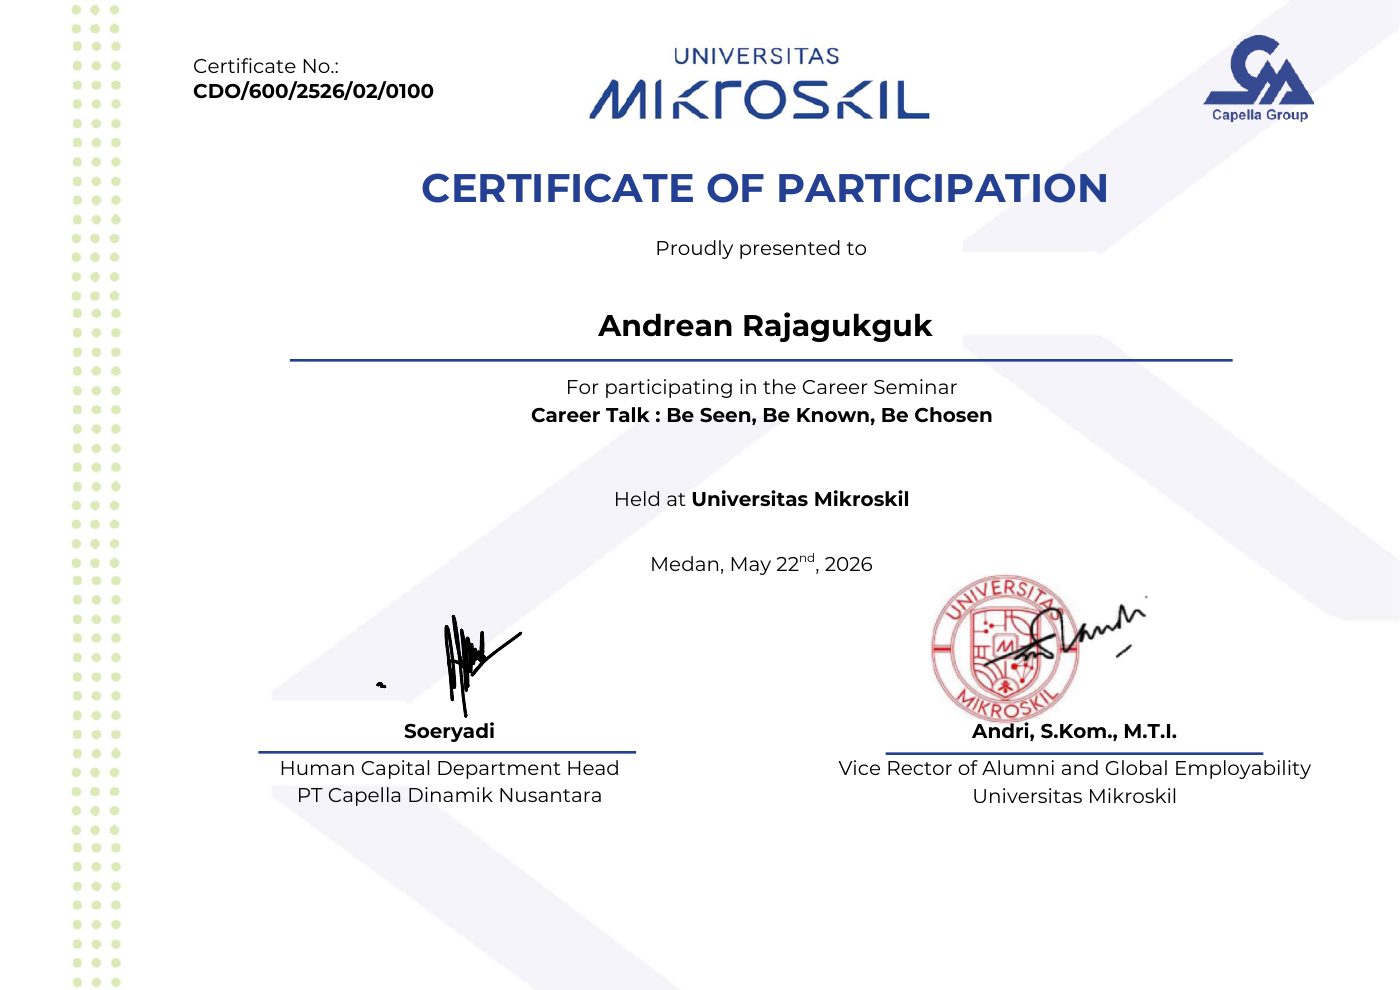 Certificate No.:
CDO/600/2526/02/0100
UNIVERSITAS
MIKROSKIL
Capella Group
CERTIFICATE OF PARTICIPATION
Proudly presented to
Andrean Rajagukguk
For participating in the Career Seminar
Career Talk : Be Seen, Be Known, Be Chosen
Held at Universitas Mikroskil
Medan, May 22nd, 2026
UNIVERSITAS
MIKROSKIL
Soeryadi
Human Capital Department Head
PT Capella Dinamik Nusantara
Andri, S.Kom., M.T.I.
Vice Rector of Alumni and Global Employability
Universitas Mikroskil